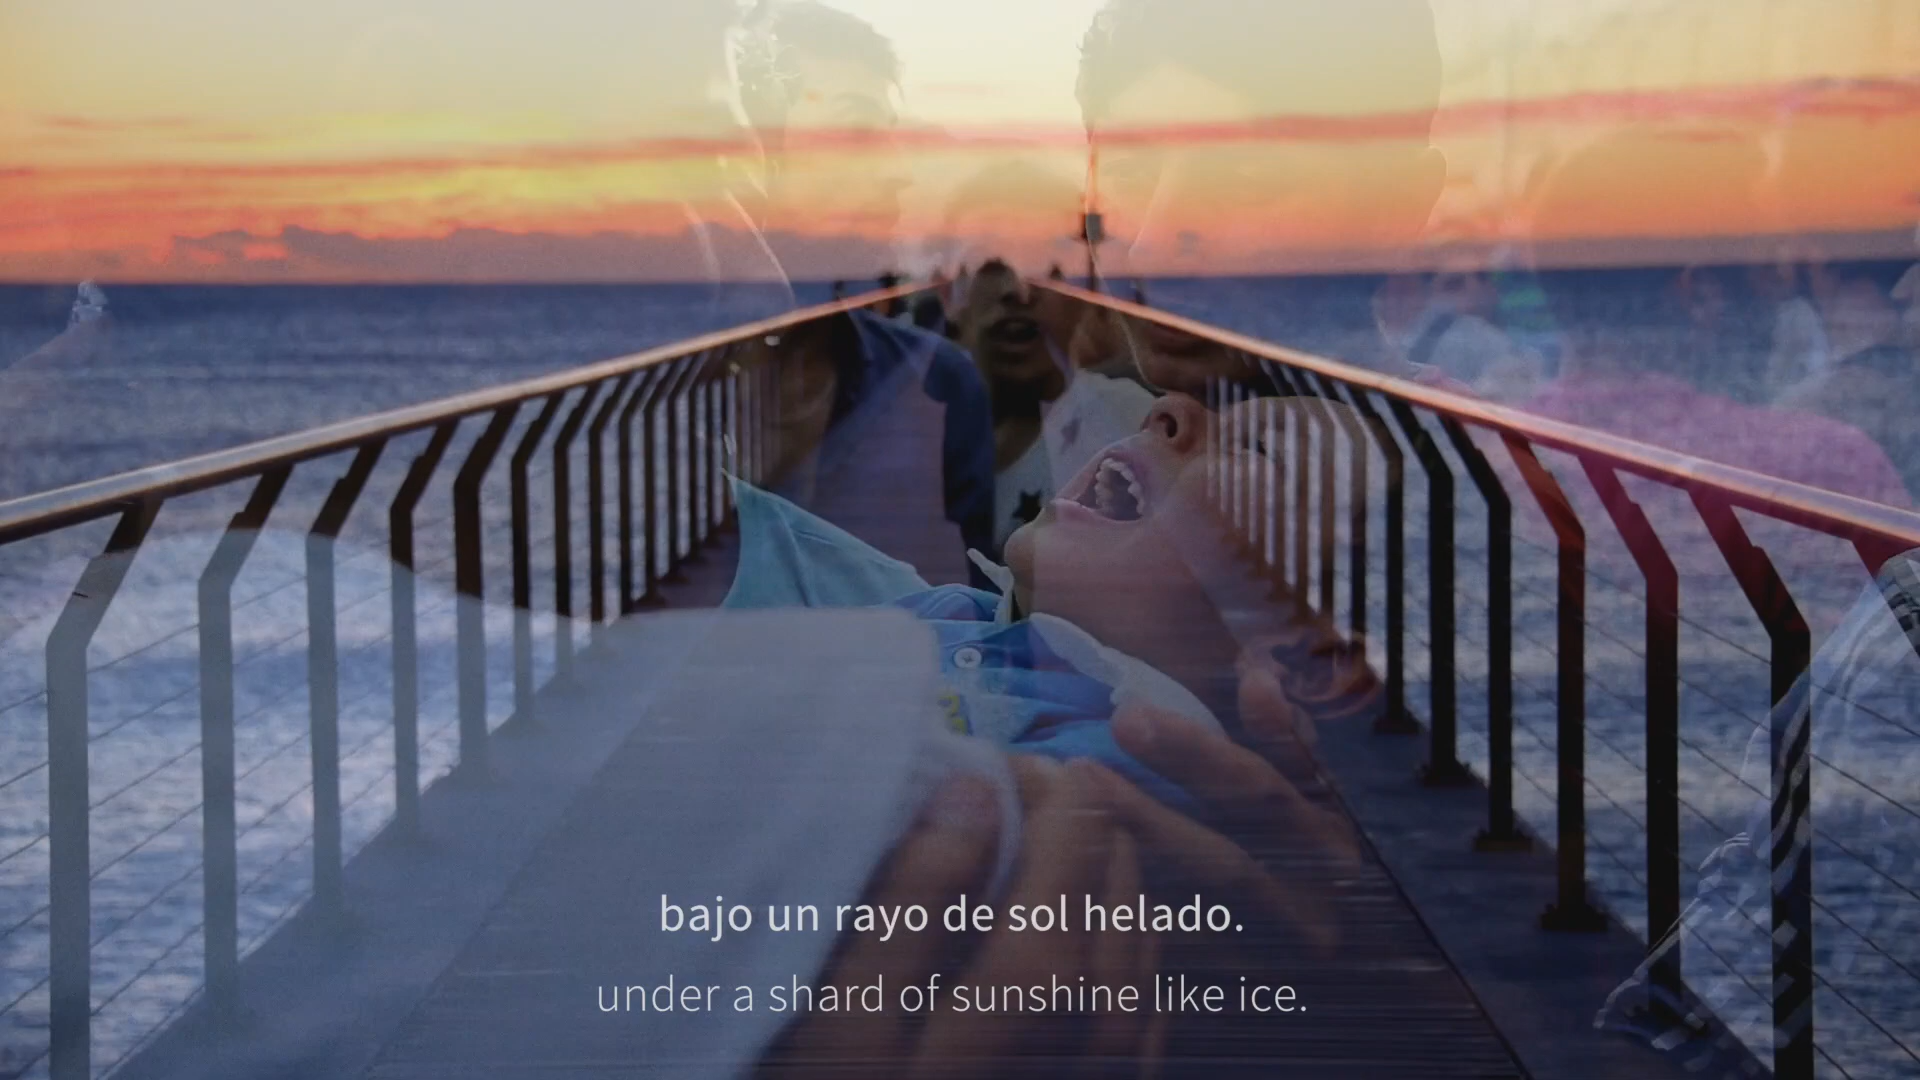 bajo un rayo de sol helado.
under a shard of sunshine like ice.